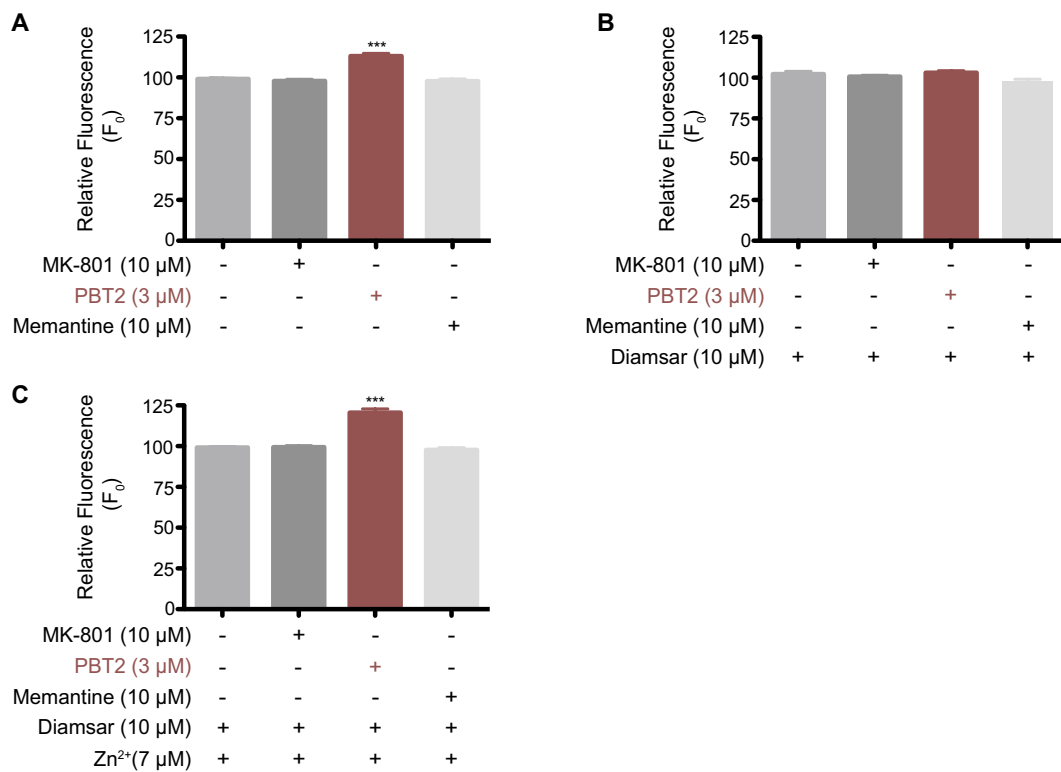 A
Relative Fluorescence
(F₀)
125
100
75
50
25
0
***
MK-801 (10 µM) - + - -
PBT2 (3 µM) - - + -
Memantine (10 µM) - - - +
B
Relative Fluorescence
(F₀)
125
100
75
50
25
0
MK-801 (10 µM) - + - -
PBT2 (3 µM) - - + -
Memantine (10 µM) - - - +
Diamsar (10 µM) + + + +
C
Relative Fluorescence
(F₀)
125
100
75
50
25
0
***
MK-801 (10 µM) - + - -
PBT2 (3 µM) - - + -
Memantine (10 µM) - - - +
Diamsar (10 µM) + + + +
Zn²⁺(7 µM) + + + +